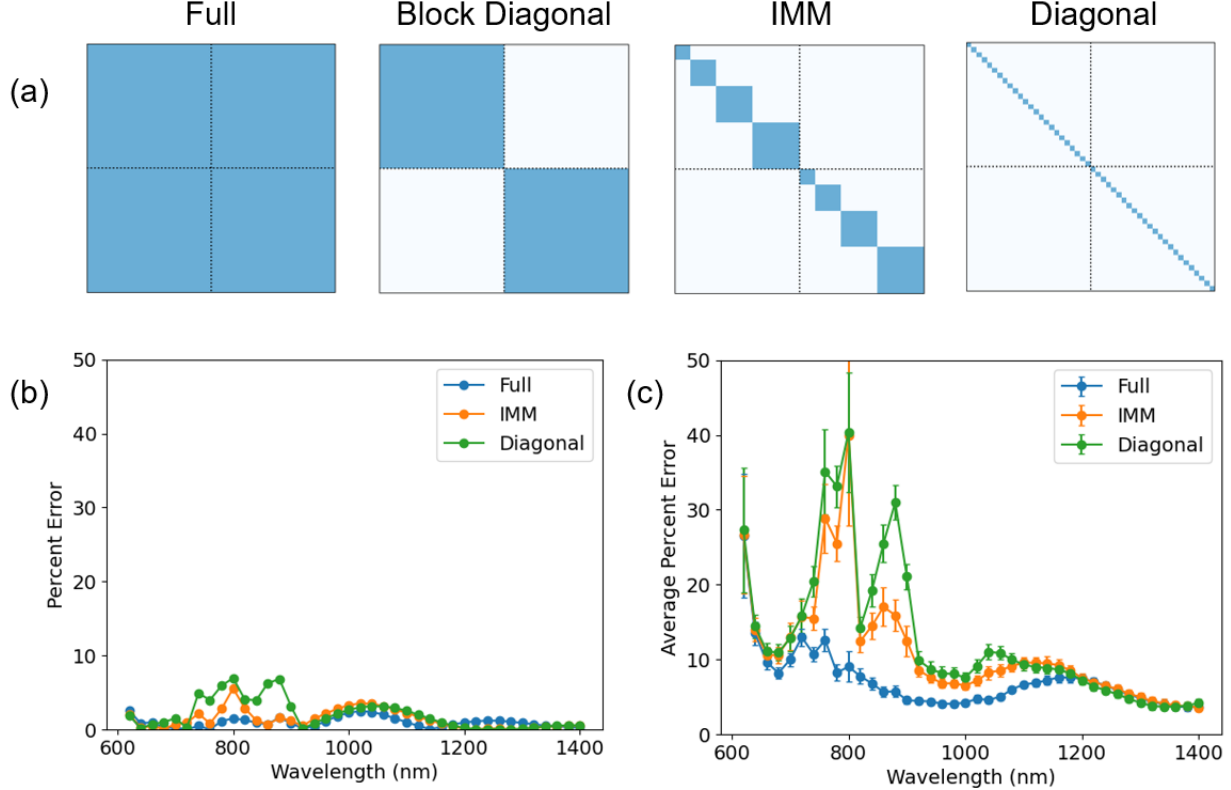 Full Block Diagonal IMM Diagonal
(a)
(b) (c)
50 50
40 40
30 30
20 20
10 10
0 0
Percent Error
Average Percent Error
Full
IMM
Diagonal
Full
IMM
Diagonal
600 800 1000 1200 1400
600 800 1000 1200 1400
Wavelength (nm)
Wavelength (nm)